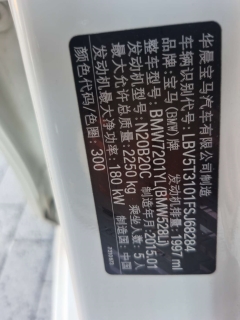 华晨宝马汽车有限公司制造
车辆识别代号: LBV5T3101FSJ68284
品牌: 宝马(BMW)牌 发动机排量: 1997 ml
整车型号: BMW7201YL(BMW528Li)
发动机型号: N20B20C 制造年月: 2015.01
最大允许总质量: 2250 kg 乘坐人数: 5人
发动机最大净功率: 180 kW 制造国: 中国
颜色代码/色差: 300